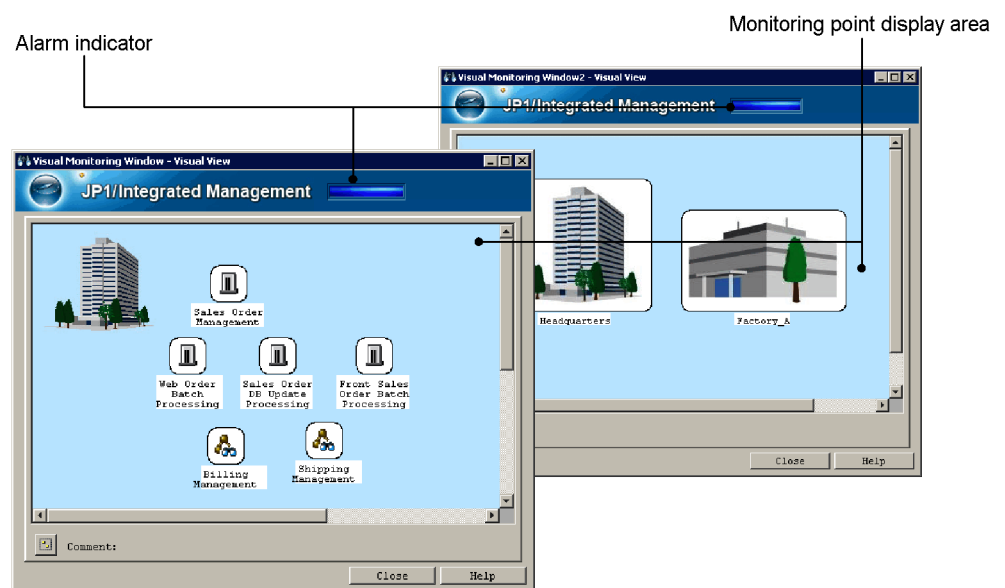 Monitoring point display area
Alarm indicator
Visual Monitoring Window2 - Visual View
JP1/Integrated Management
Headquarters
Factory_A
Close
Help
Visual Monitoring Window - Visual View
JP1/Integrated Management
Sales Order
Management
Web Order
Batch
Processing
Sales Order
DB Update
Processing
Front Sales
Order Batch
Processing
Billing
Management
Shipping
Management
Comment:
Close
Help